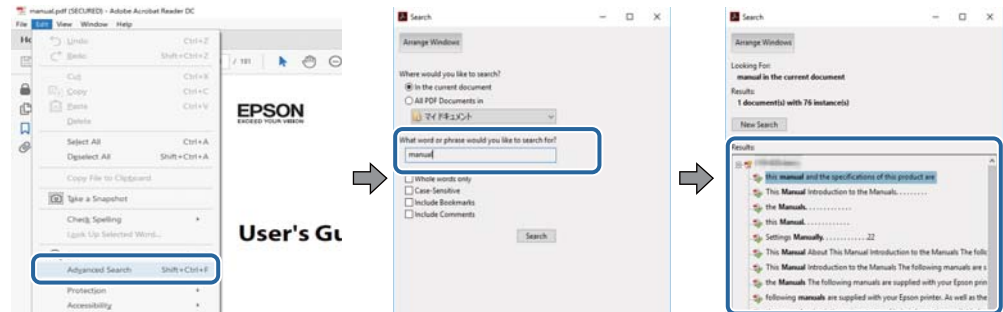 manual.pdf (SECURED) - Adobe Acrobat Reader DC
File Edit View Window Help
Undo Ctrl+Z
Redo Shift+Ctrl+Z
/ 181
Cut Ctrl+X
Copy Ctrl+C
Paste Ctrl+V
Delete
Select All Ctrl+A
Deselect All Shift+Ctrl+A
Copy File to Clipboard
Take a Snapshot
Check Spelling
Look Up Selected Word...
Advanced Search Shift+Ctrl+F
Protection
Accessibility
EPSON
EXCEED YOUR VISION
User's Gu
Search
Arrange Windows
Where would you like to search?
In the current document
All PDF Documents in
マイ ドキュメント
What word or phrase would you like to search for?
manual
Whole words only
Case-Sensitive
Include Bookmarks
Include Comments
Search
Search
Arrange Windows
Looking For:
manual in the current document
Results:
1 document(s) with 76 instance(s)
New Search
Results:
this manual and the specifications of this product are
This Manual Introduction to the Manuals.........
the Manuals.............
this Manual.............
Settings Manually............22
This Manual About This Manual Introduction to the Manuals The follo
This Manual Introduction to the Manuals The following manuals are s
the Manuals The following manuals are supplied with your Epson prin
following manuals are supplied with your Epson printer. As well as the